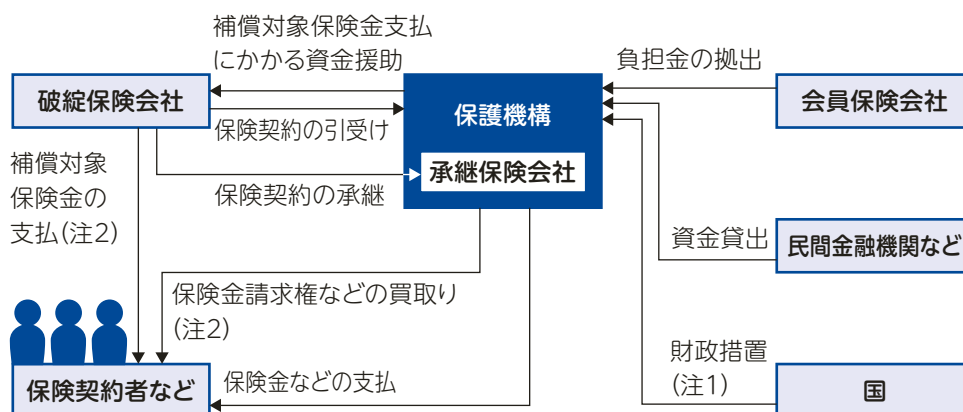 補償対象保険金支払
にかかる資金援助
負担金の拠出
破綻保険会社
保護機構
会員保険会社
保険契約の引受け
補償対象
保険金の
支払(注2)
承継保険会社
保険契約の承継
資金貸出
民間金融機関など
保険金請求権などの買取り
(注2)
財政措置
(注1)
保険契約者など
保険金などの支払
国